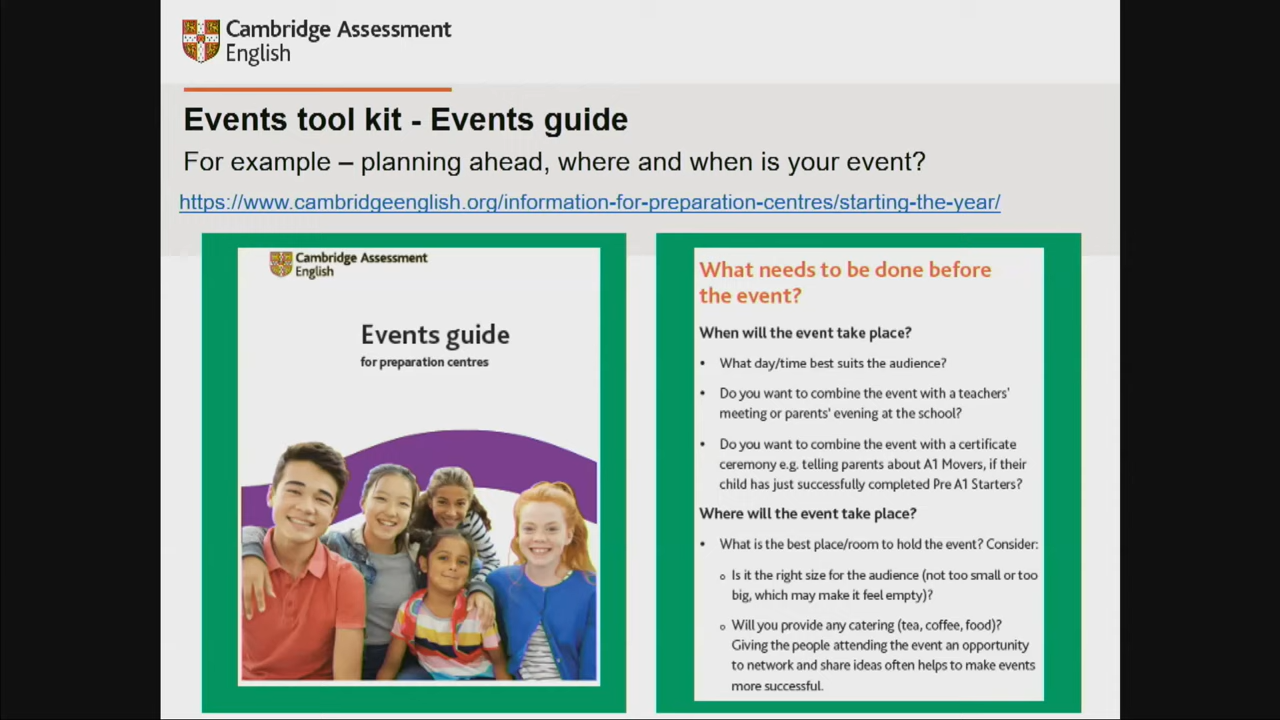 Cambridge Assessment
English
Events tool kit - Events guide
For example – planning ahead, where and when is your event?
https://www.cambridgeenglish.org/information-for-preparation-centres/starting-the-year/
Cambridge Assessment
English
Events guide
for preparation centres
What needs to be done before
the event?
When will the event take place?
• What day/time best suits the audience?
• Do you want to combine the event with a teachers'
meeting or parents' evening at the school?
• Do you want to combine the event with a certificate
ceremony e.g. telling parents about A1 Movers, if their
child has just successfully completed Pre A1 Starters?
Where will the event take place?
• What is the best place/room to hold the event? Consider:
o Is it the right size for the audience (not too small or too
big, which may make it feel empty)?
o Will you provide any catering (tea, coffee, food)?
Giving the people attending the event an opportunity
to network and share ideas often helps to make events
more successful.